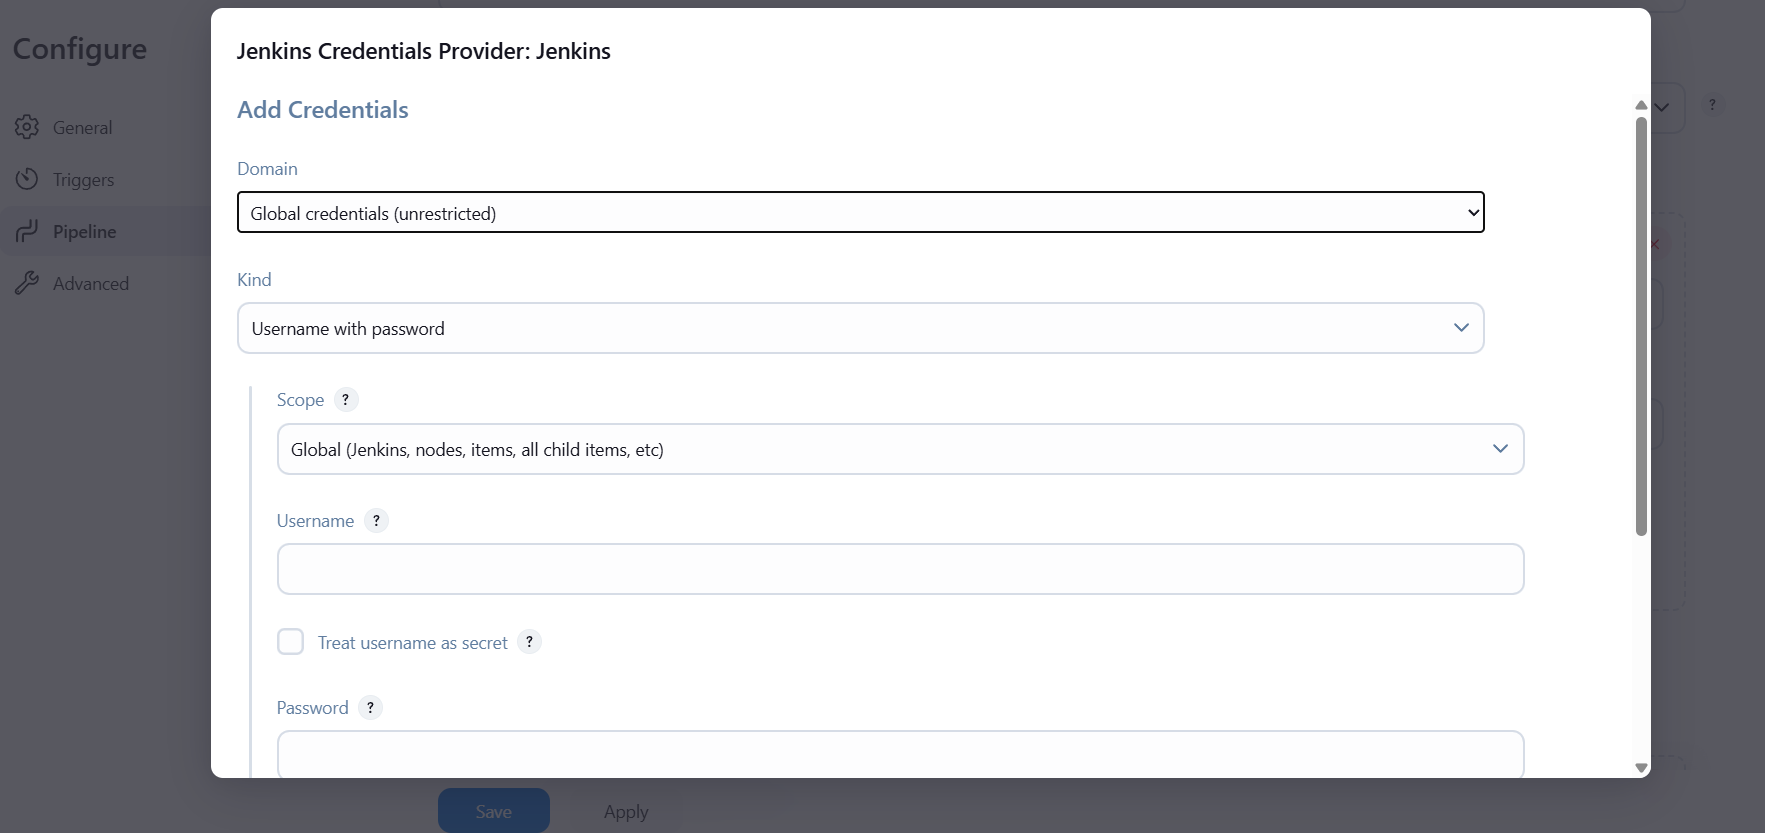 Configure
General
Triggers
Pipeline
Advanced
Jenkins Credentials Provider: Jenkins
Add Credentials
Domain
Global credentials (unrestricted)
Kind
Username with password
Scope ?
Global (Jenkins, nodes, items, all child items, etc)
Username ?
Treat username as secret ?
Password ?
?
Save Apply